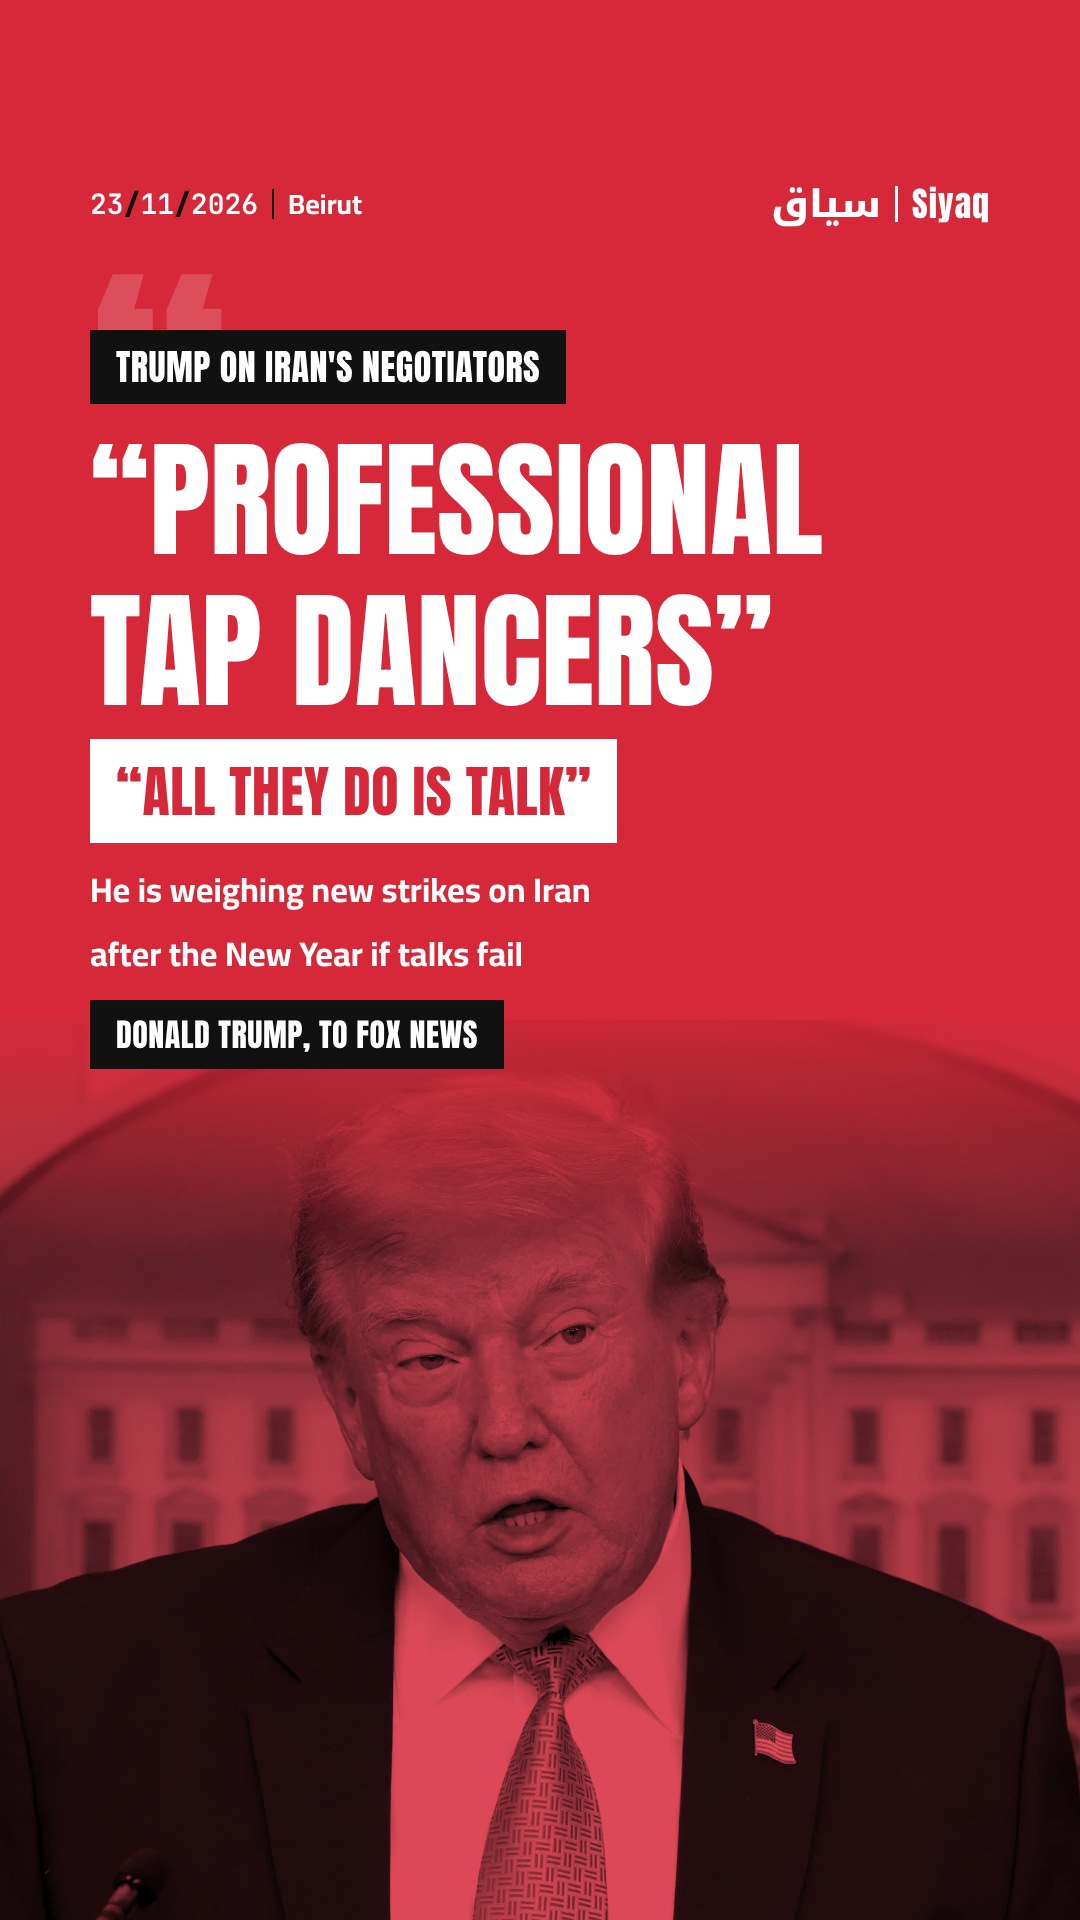 23/11/2026 | Beirut
سياق | Siyaq
TRUMP ON IRAN'S NEGOTIATORS
“PROFESSIONAL
TAP DANCERS”
“ALL THEY DO IS TALK”
He is weighing new strikes on Iran
after the New Year if talks fail
DONALD TRUMP, TO FOX NEWS